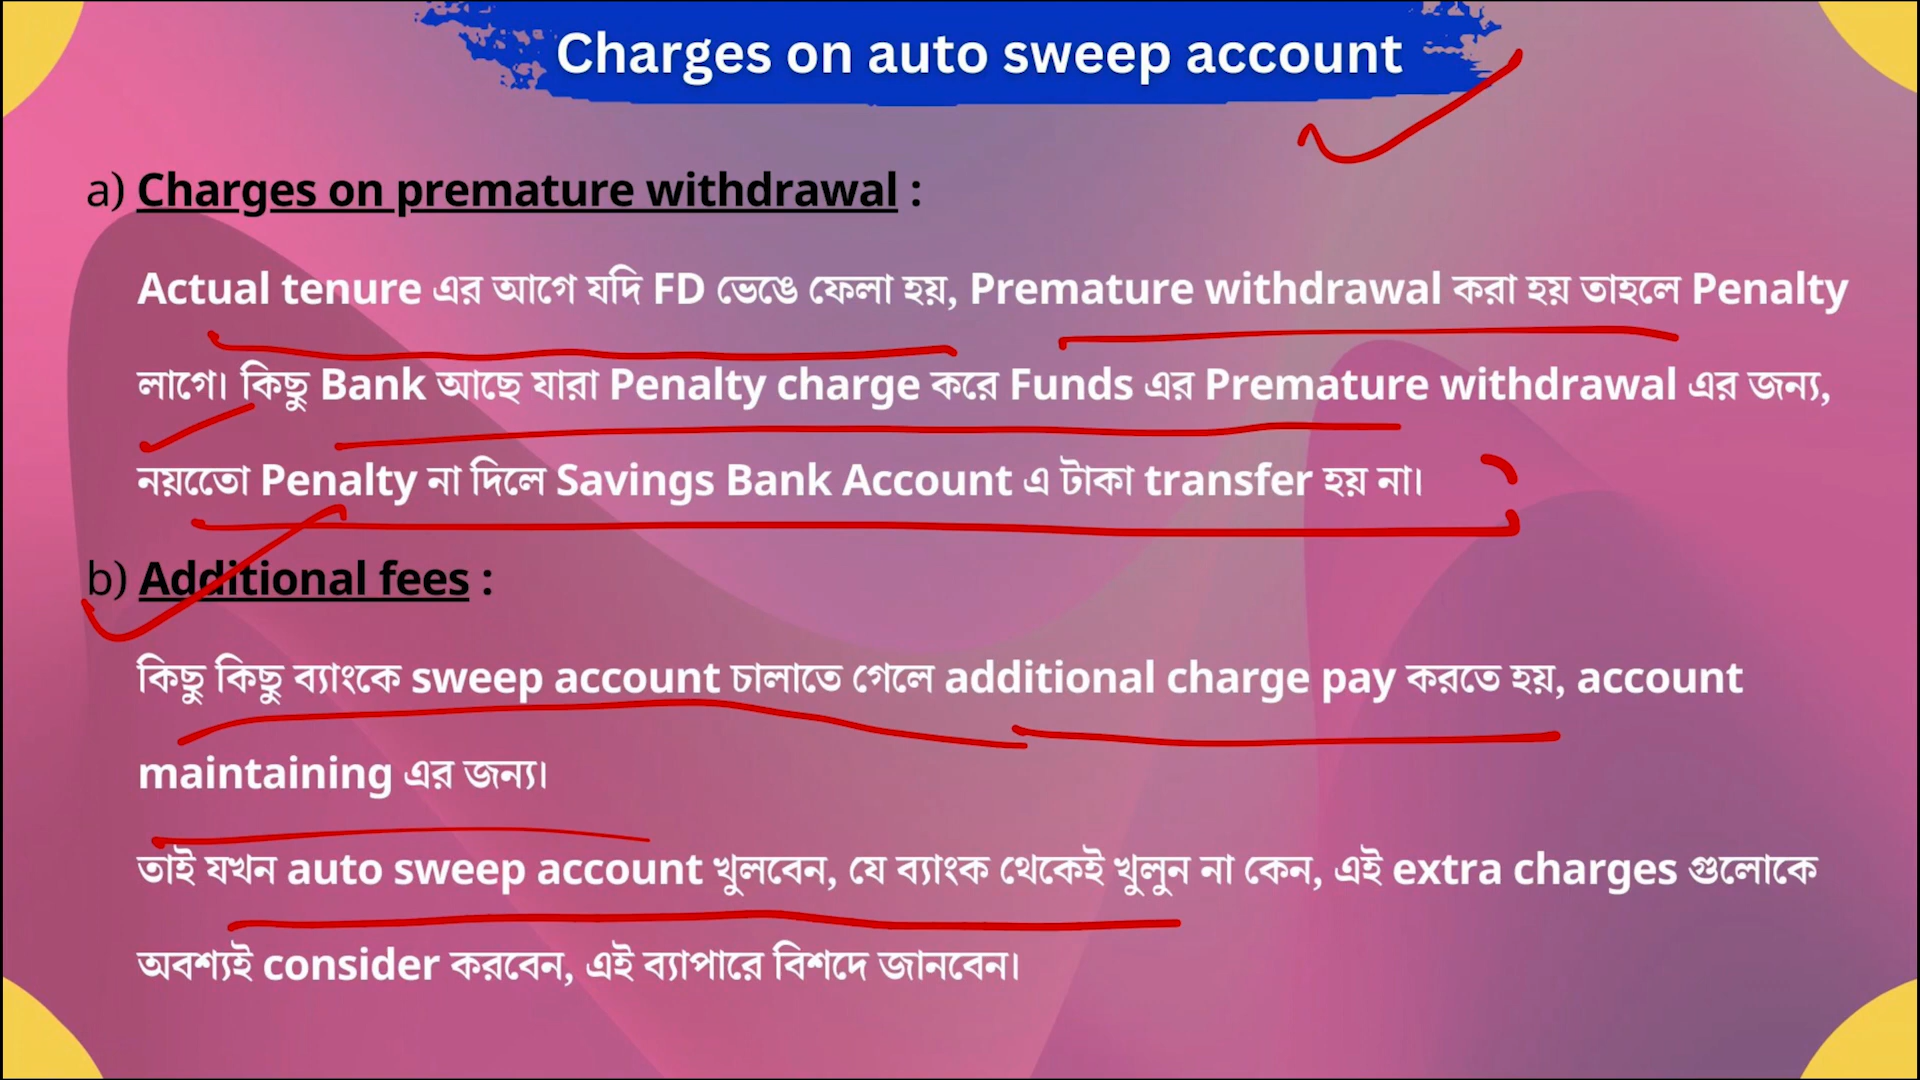 Charges on auto sweep account
a) Charges on premature withdrawal :
Actual tenure এর আগে যদি FD ভেঙে ফেলা হয়, Premature withdrawal করা হয় তাহলে Penalty
লাগে। কিছু Bank আছে যারা Penalty charge করে Funds এর Premature withdrawal এর জন্য,
নয়তো Penalty না দিলে Savings Bank Account এ টাকা transfer হয় না।
b) Additional fees :
কিছু কিছু ব্যাংকে sweep account চালাতে গেলে additional charge pay করতে হয়, account
maintaining এর জন্য।
তাই যখন auto sweep account খুলবেন, যে ব্যাংক থেকেই খুলুন না কেন, এই extra charges গুলোকে
অবশ্যই consider করবেন, এই ব্যাপারে বিশদে জানবেন।